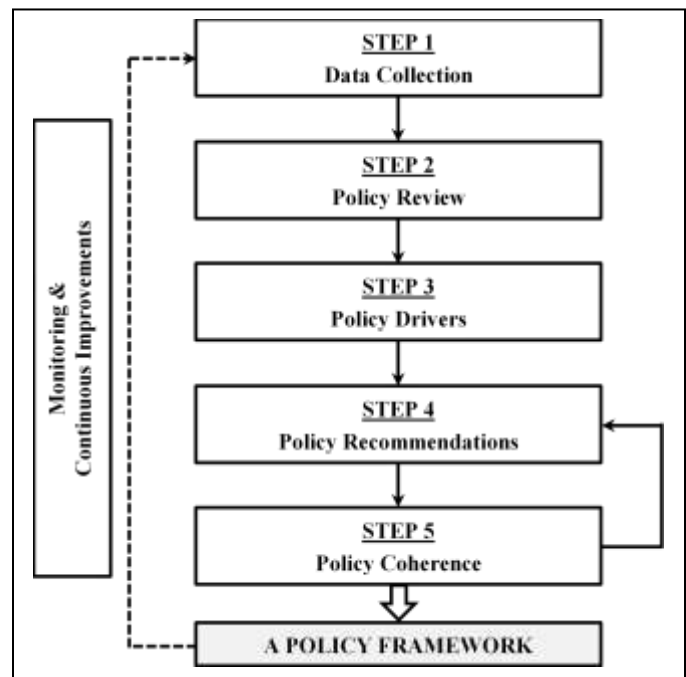 STEP 1
Data Collection
STEP 2
Policy Review
STEP 3
Policy Drivers
STEP 4
Policy Recommendations
STEP 5
Policy Coherence
A POLICY FRAMEWORK
Monitoring &
Continuous Improvements